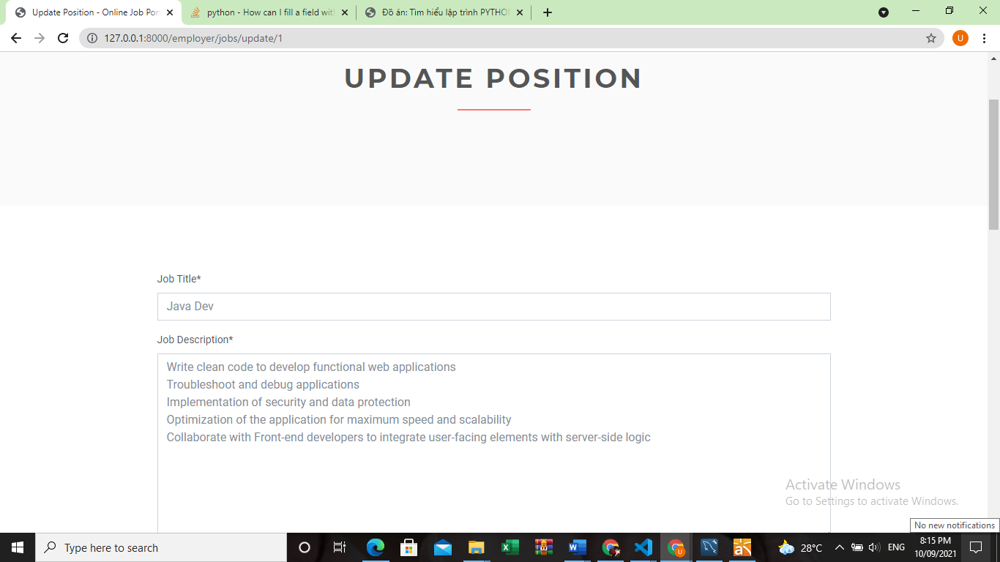 Update Position - Online Job Por
python - How can I fill a field wit
Đồ án: Tìm hiểu lập trình PYTHO
127.0.0.1:8000/employer/jobs/update/1
U
UPDATE POSITION
Job Title*
Java Dev
Job Description*
Write clean code to develop functional web applications
Troubleshoot and debug applications
Implementation of security and data protection
Optimization of the application for maximum speed and scalability
Collaborate with Front-end developers to integrate user-facing elements with server-side logic
Activate Windows
Go to Settings to activate Windows.
No new notifications
Type here to search
28°C
ENG
8:15 PM
10/09/2021